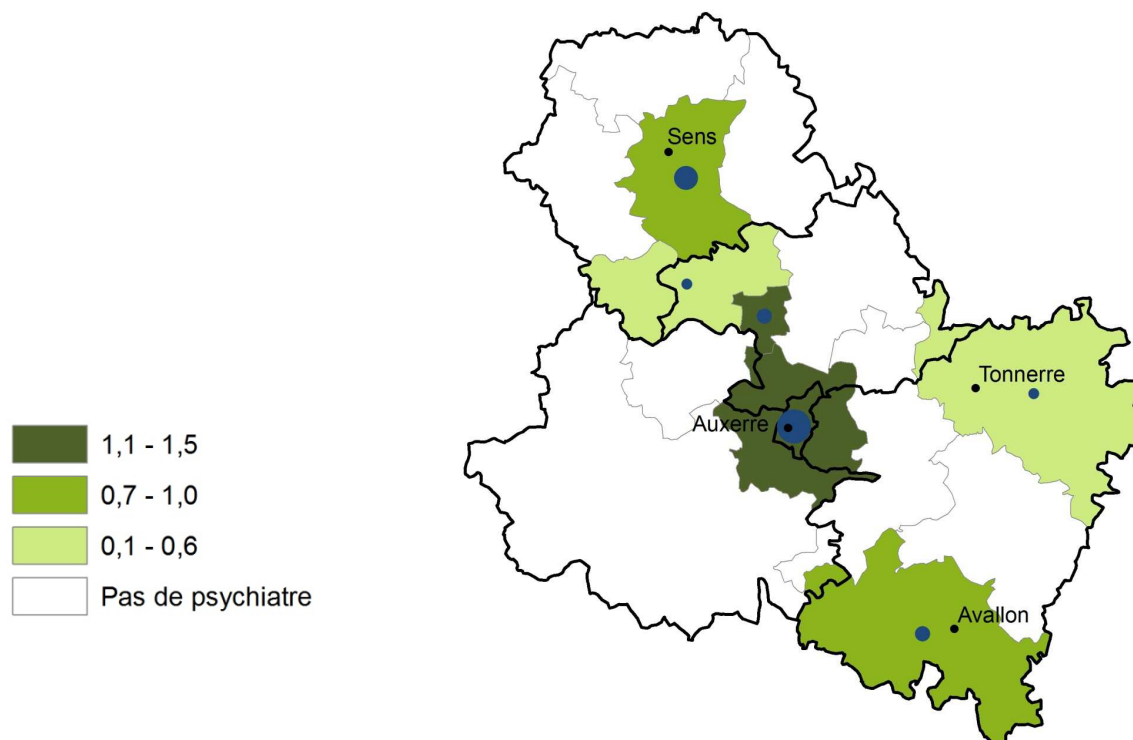 Sens
Tonnerre
Auxerre
1,1 - 1,5
0,7 - 1,0
0,1 - 0,6
Pas de psychiatre
Avallon